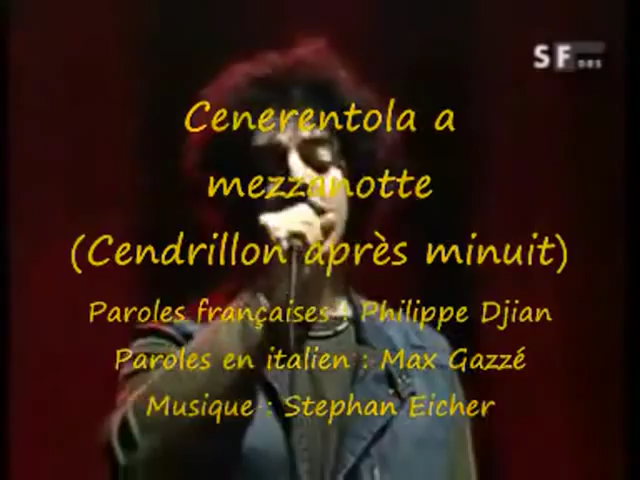 SF...
Cenerentola a
mezzanotte
(Cendrillon après minuit)
Paroles françaises : Philippe Djian
Paroles en italien : Max Gazzé
Musique : Stephan Eicher